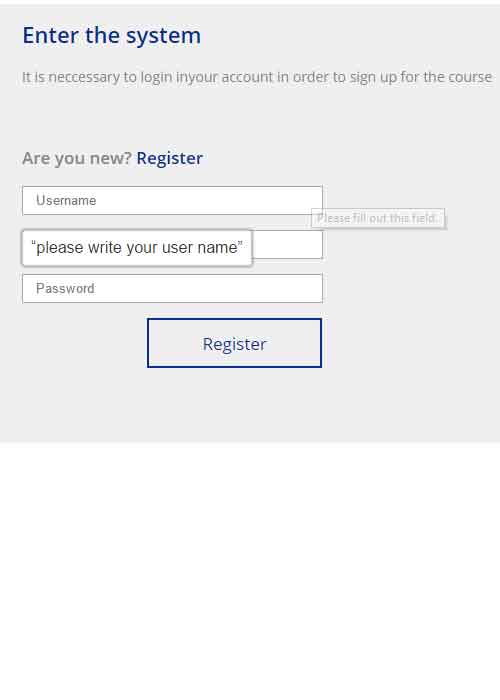 Enter the system
It is neccessary to login inyour account in order to sign up for the course
Are you new? Register
Username
Please fill out this field.
“please write your user name”
Password
Register